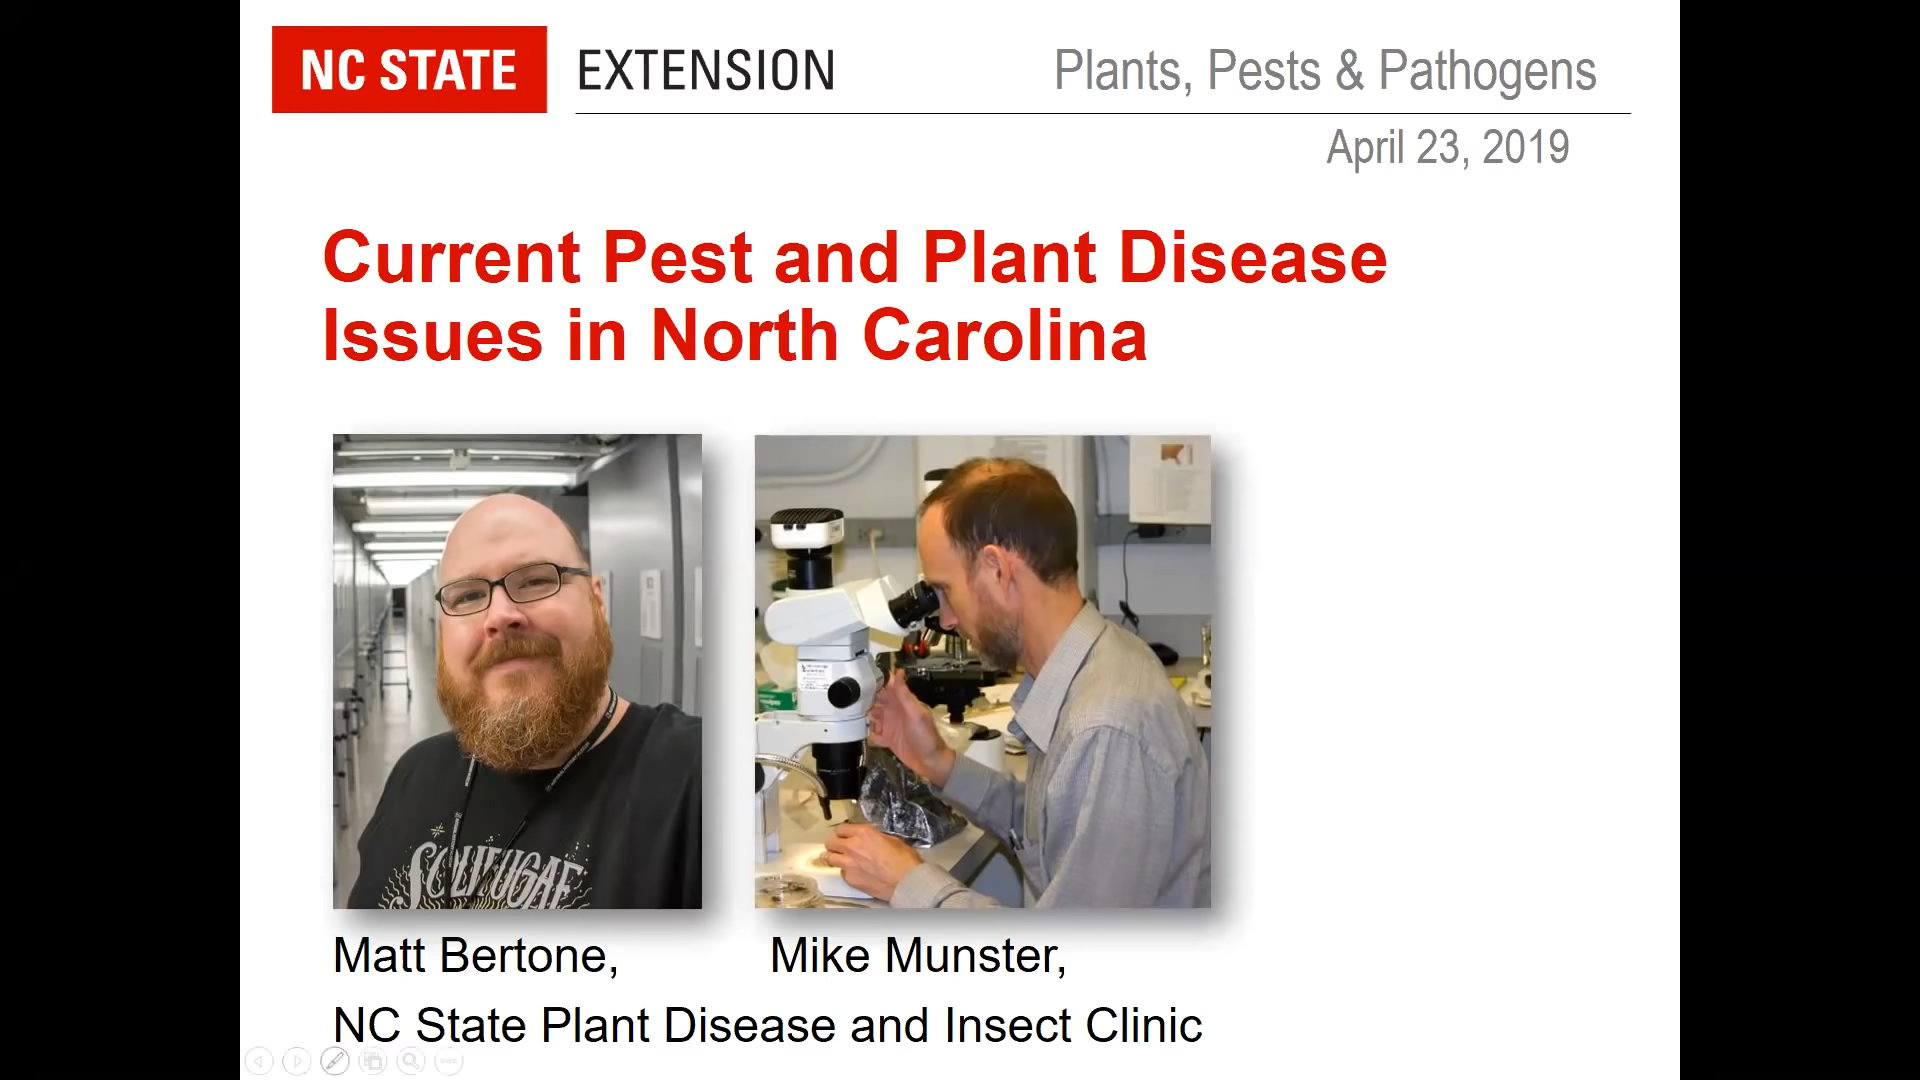 NC STATE EXTENSION
Plants, Pests & Pathogens
April 23, 2019
Current Pest and Plant Disease
Issues in North Carolina
SOLIFUGAE
Matt Bertone,
Mike Munster,
NC State Plant Disease and Insect Clinic